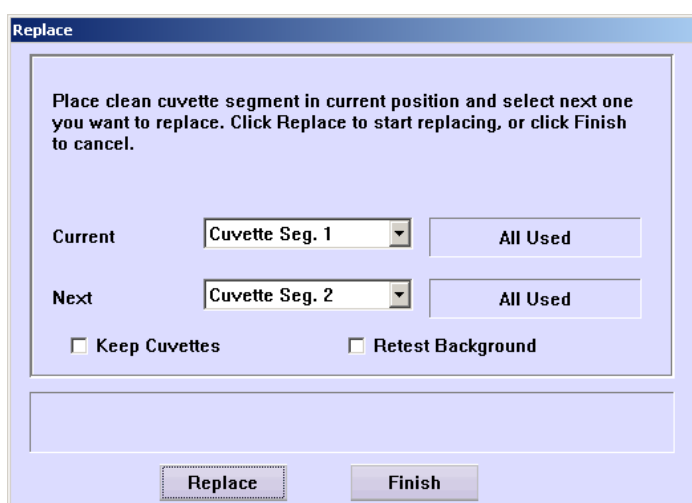 Replace
Place clean cuvette segment in current position and select next one
you want to replace. Click Replace to start replacing, or click Finish
to cancel.
Current Cuvette Seg. 1 All Used
Next Cuvette Seg. 2 All Used
Keep Cuvettes Retest Background
Replace Finish